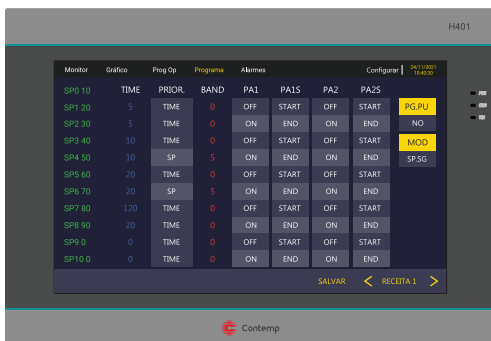 H401
Monitor Gráfico Prog Op Programa Alarmes Configurar 24/11/2021
10:40:30
SP0 10 TIME PRIOR. BAND PA1 PA1S PA2 PA2S
SP1 20 5 TIME 0 OFF START OFF START PG.PU
SP2 30 5 TIME 0 ON END ON END NO
SP3 40 10 TIME 0 OFF START OFF START MOD
SP4 50 10 SP 5 ON END ON END SP.SG
SP5 60 20 TIME 0 OFF START OFF START
SP6 70 20 SP 5 ON END ON END
SP7 80 120 TIME 0 OFF START OFF START
SP8 90 20 TIME 0 ON END ON END
SP9 0 0 TIME 0 OFF START OFF START
SP10 0 0 TIME 0 ON END ON END
SALVAR < RECEITA 1 >
Contemp